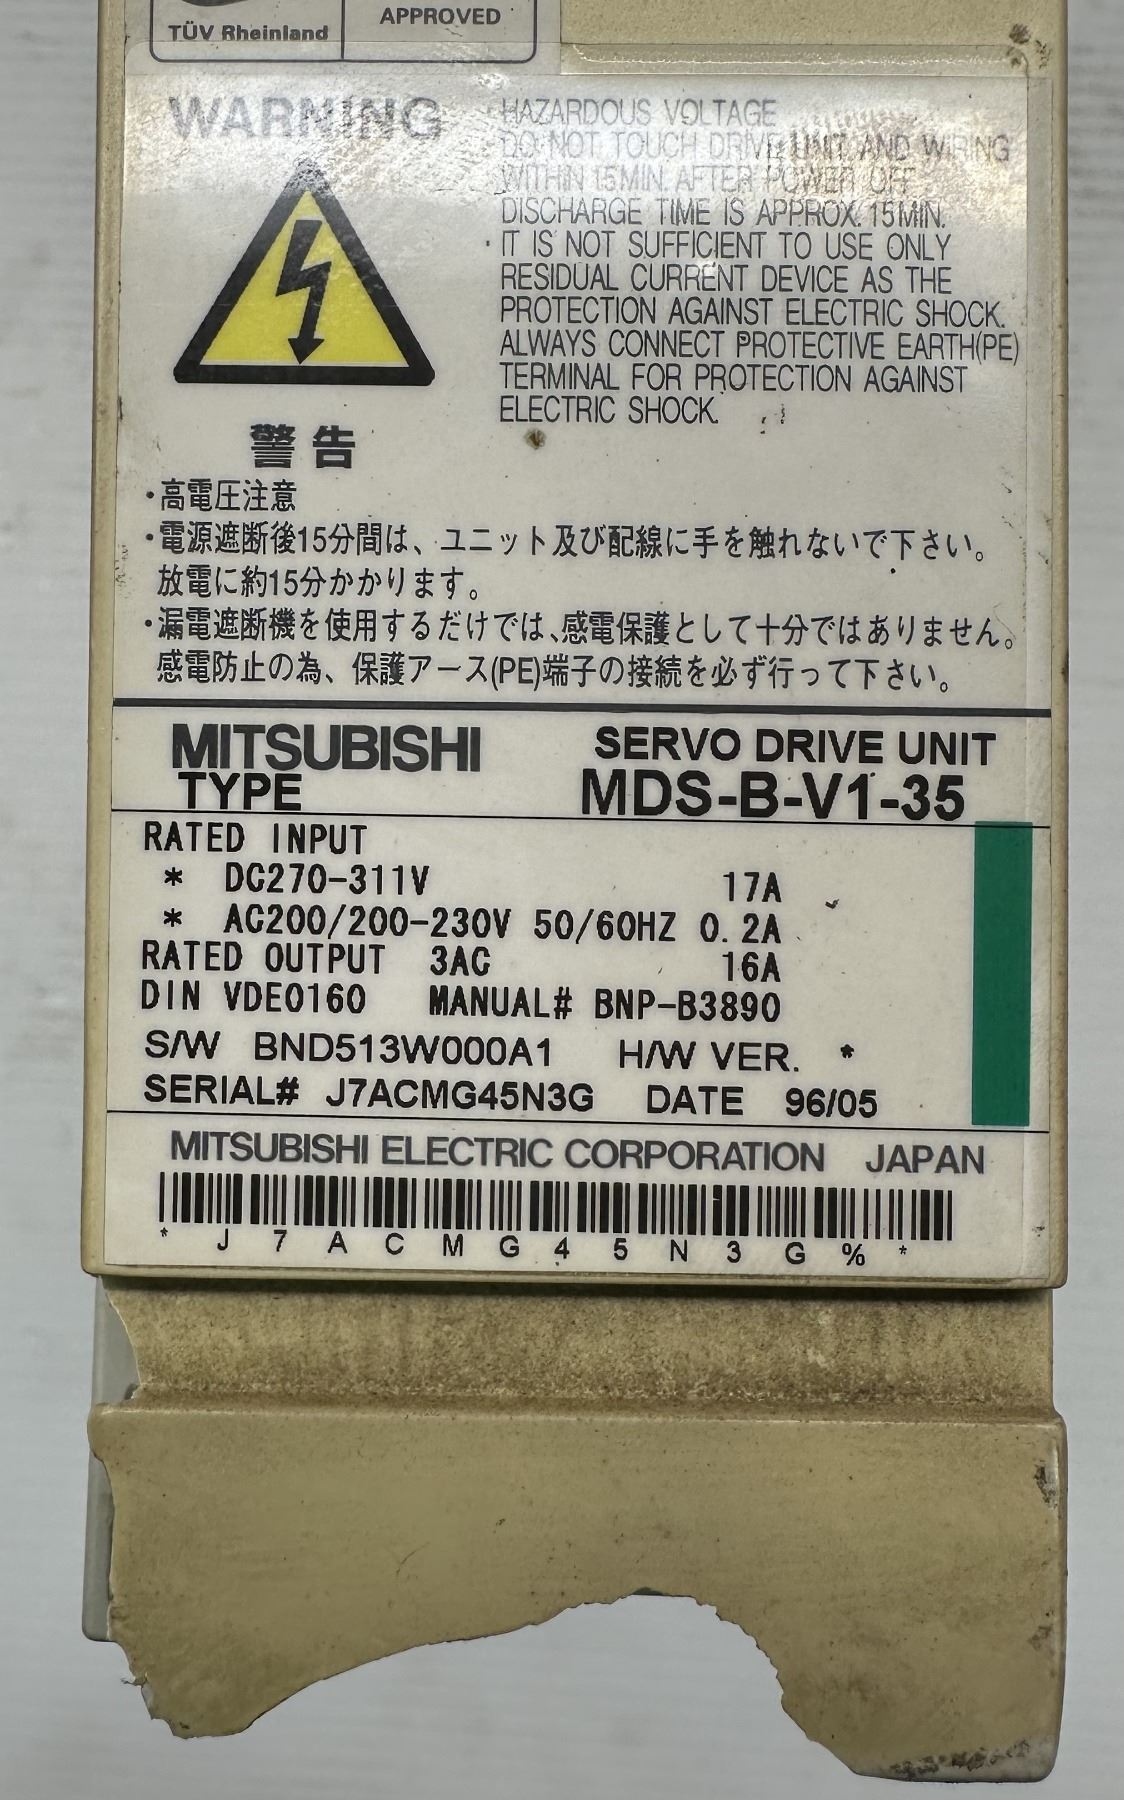 TÜV Rheinland
APPROVED
WARNING
HAZARDOUS VOLTAGE
DO NOT TOUCH DRIVE UNIT AND WIRING
WITHIN 15MIN. AFTER POWER OFF
DISCHARGE TIME IS APPROX. 15MIN.
IT IS NOT SUFFICIENT TO USE ONLY
RESIDUAL CURRENT DEVICE AS THE
PROTECTION AGAINST ELECTRIC SHOCK.
ALWAYS CONNECT PROTECTIVE EARTH(PE)
TERMINAL FOR PROTECTION AGAINST
ELECTRIC SHOCK.
警告
・高電圧注意
・電源遮断後15分間は、ユニット及び配線に手を触れないで下さい。
放電に約15分かかります。
・漏電遮断機を使用するだけでは、感電保護として十分ではありません。
感電防止の為、保護アース(PE)端子の接続を必ず行って下さい。
MITSUBISHI SERVO DRIVE UNIT
TYPE MDS-B-V1-35
RATED INPUT
* DC270-311V 17A
* AC200/200-230V 50/60HZ 0.2A
RATED OUTPUT 3AC 16A
DIN VDE0160 MANUAL# BNP-B3890
S/W BND513W000A1 H/W VER. *
SERIAL# J7ACMG45N3G DATE 96/05
MITSUBISHI ELECTRIC CORPORATION JAPAN
* J 7 A C M G 4 5 N 3 G % *